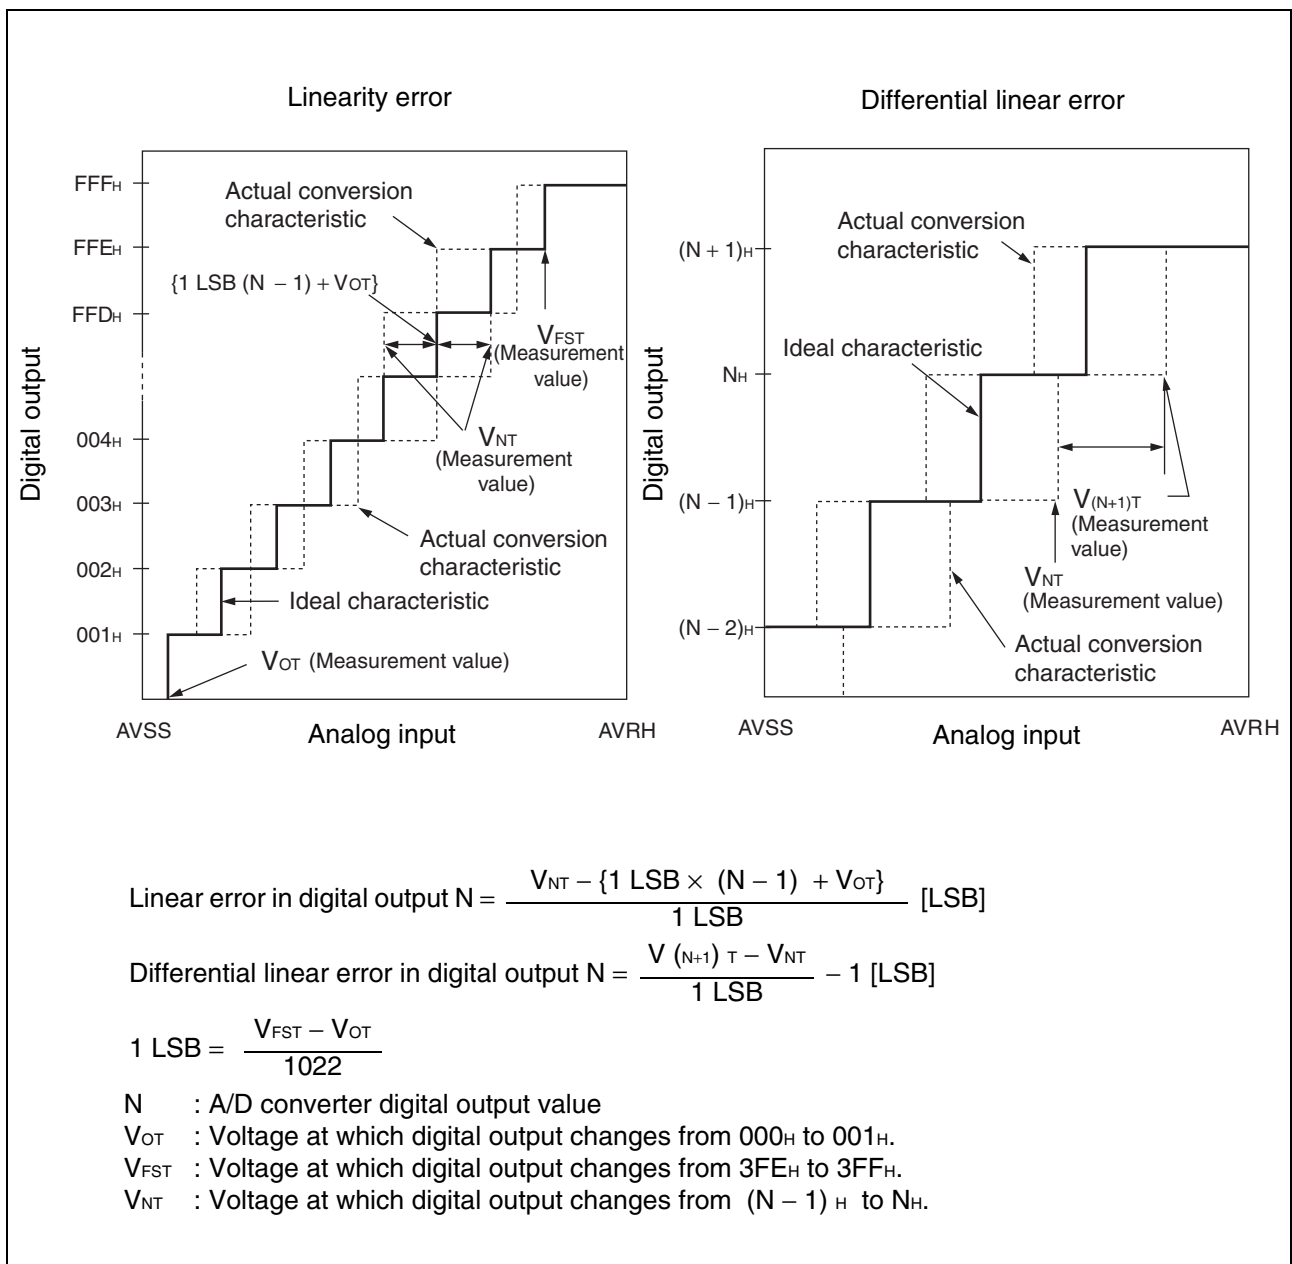 Linearity error
Differential linear error
FFFH
FFEH
FFDH
004H
003H
002H
001H
Digital output
Actual conversion
characteristic
{1 LSB (N − 1) + VOT}
VFST
(Measurement
value)
VNT
(Measurement
value)
Actual conversion
characteristic
Ideal characteristic
VOT (Measurement value)
AVSS
Analog input
AVRH
(N + 1)H
NH
(N − 1)H
(N − 2)H
Digital output
Actual conversion
characteristic
Ideal characteristic
V(N+1)T
(Measurement
value)
VNT
(Measurement value)
Actual conversion
characteristic
AVSS
Analog input
AVRH
Linear error in digital output N = VNT − {1 LSB × (N − 1) + VOT} / 1 LSB [LSB]
Differential linear error in digital output N = V (N+1) T − VNT / 1 LSB − 1 [LSB]
1 LSB = VFST − VOT / 1022
N : A/D converter digital output value
VOT : Voltage at which digital output changes from 000H to 001H.
VFST : Voltage at which digital output changes from 3FEH to 3FFH.
VNT : Voltage at which digital output changes from (N − 1) H to NH.